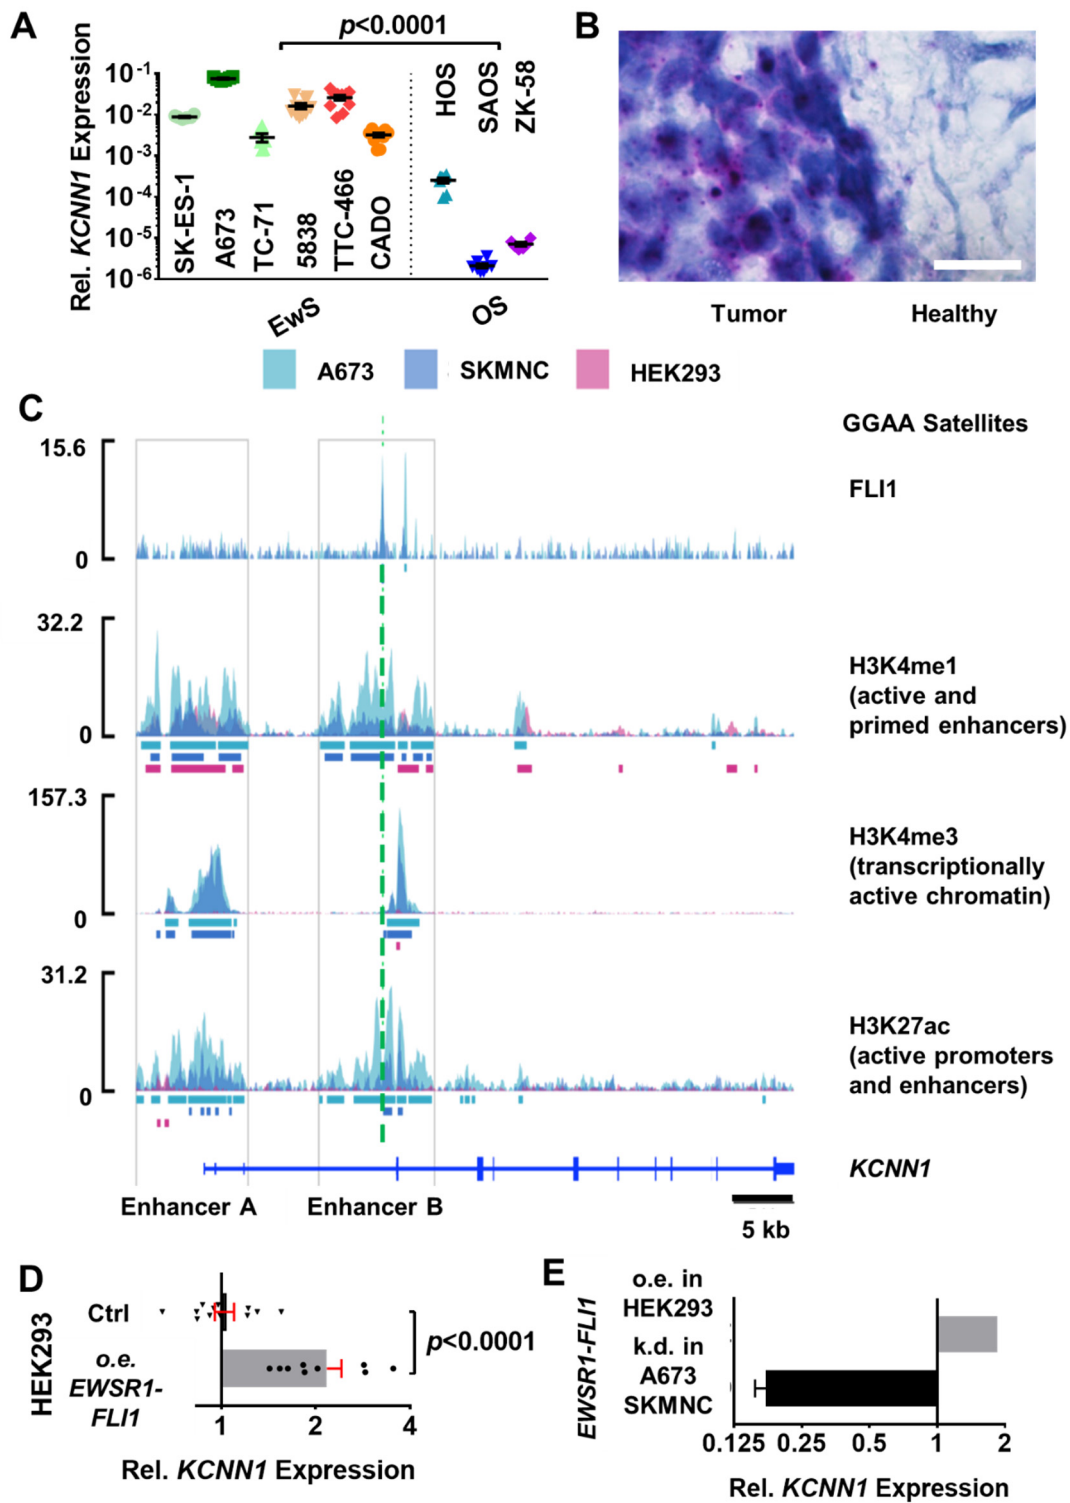 A
p<0.0001
Rel. KCNN1 Expression
10-1
10-2
10-3
10-4
10-5
10-6
SK-ES-1
A673
TC-71
5838
TTC-466
CADO
HOS
SAOS
ZK-58
EwS
OS
B
Tumor
Healthy
A673
SKMNC
HEK293
C
GGAA Satellites
15.6
0
FLI1
32.2
0
H3K4me1
(active and
primed enhancers)
157.3
0
H3K4me3
(transcriptionally
active chromatin)
31.2
0
H3K27ac
(active promoters
and enhancers)
KCNN1
Enhancer A
Enhancer B
5 kb
D
HEK293
Ctrl
o.e.
EWSR1-
FLI1
p<0.0001
1
2
4
Rel. KCNN1 Expression
E
EWSR1-FLI1
o.e. in
HEK293
k.d. in
A673
SKMNC
0.125
0.25
0.5
1
2
Rel. KCNN1 Expression